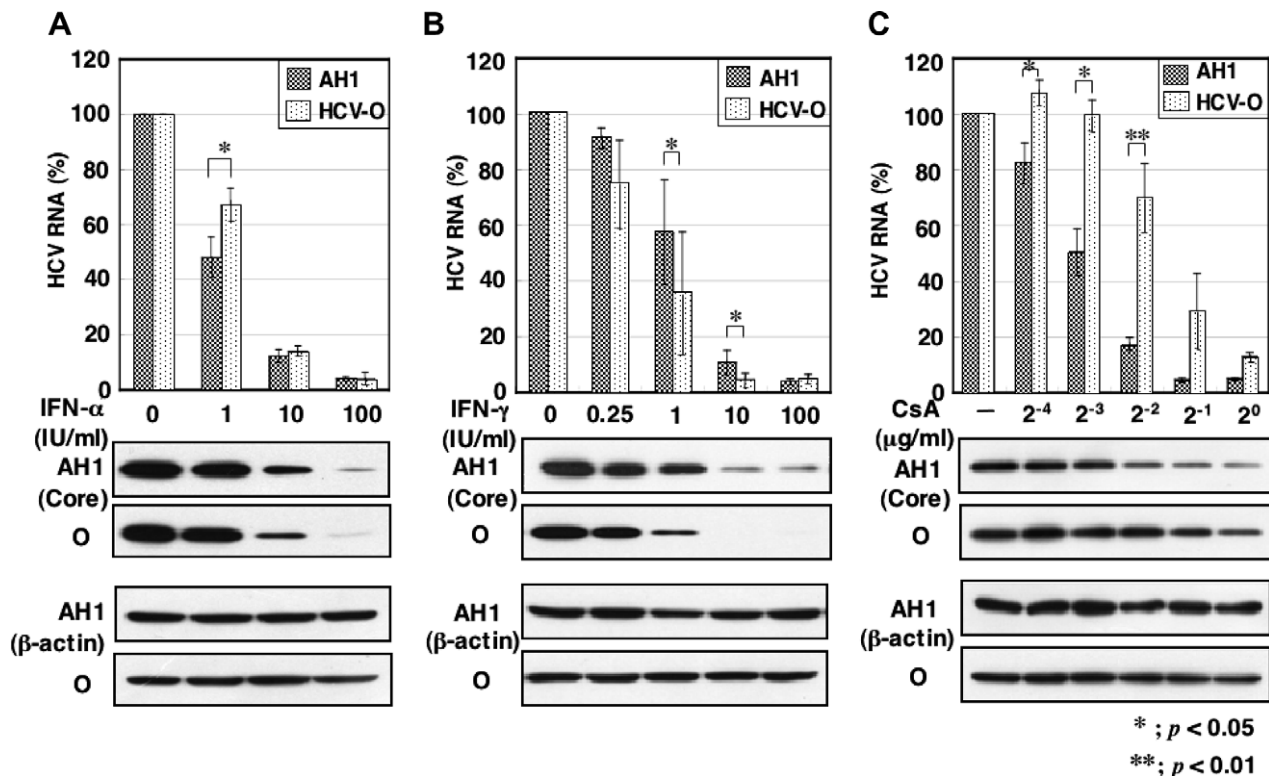 A
120
100
80
60
40
20
0
HCV RNA (%)
AH1
HCV-O
*
IFN-α
(IU/ml)
0 1 10 100
AH1
(Core)
O
AH1
(β-actin)
O
B
120
100
80
60
40
20
0
HCV RNA (%)
AH1
HCV-O
*
*
IFN-γ
(IU/ml)
0 0.25 1 10 100
AH1
(Core)
O
AH1
(β-actin)
O
C
120
100
80
60
40
20
0
HCV RNA (%)
AH1
HCV-O
*
*
**
CsA
(μg/ml)
– 2⁻⁴ 2⁻³ 2⁻² 2⁻¹ 2⁰
AH1
(Core)
O
AH1
(β-actin)
O
* ; p < 0.05
**; p < 0.01